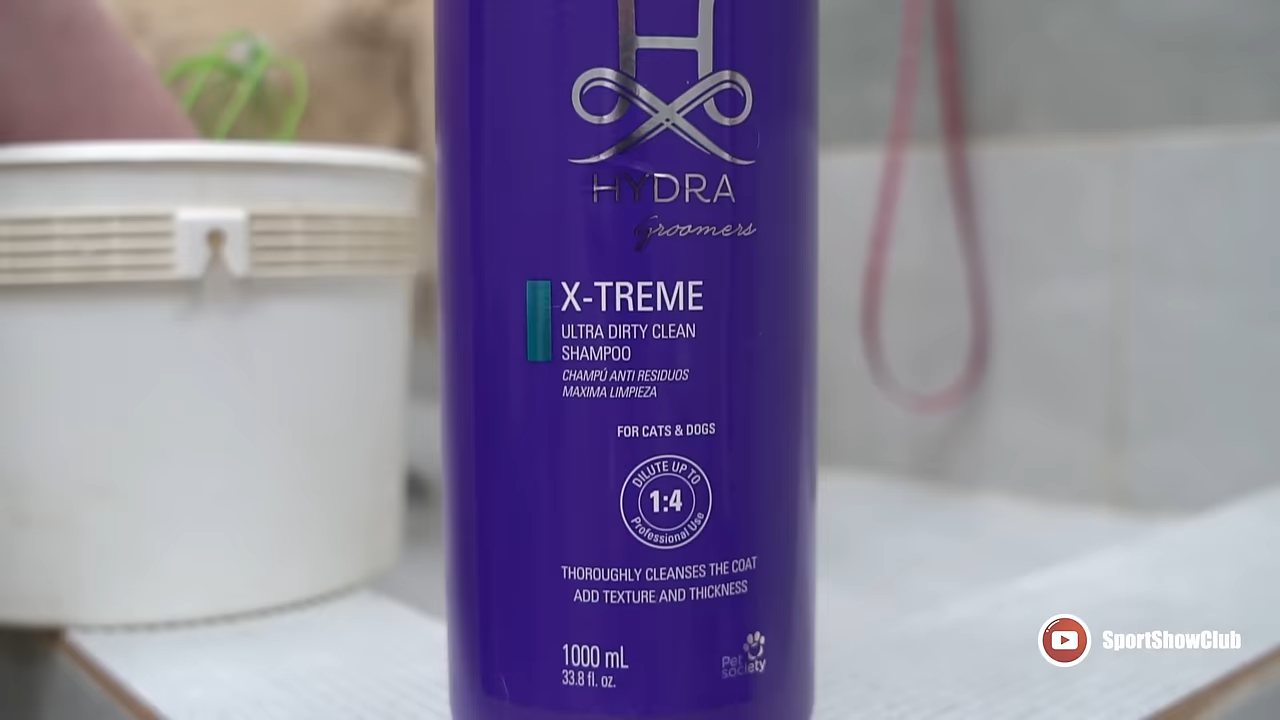 H
HYDRA
Groomers
X-TREME
ULTRA DIRTY CLEAN
SHAMPOO
CHAMPÚ ANTI RESIDUOS
MAXIMA LIMPIEZA
FOR CATS & DOGS
DILUTE UP TO
1:4
Professional Use
THOROUGHLY CLEANSES THE COAT
ADD TEXTURE AND THICKNESS
1000 mL
33.8 fl. oz.
Pet
society
SportShowClub